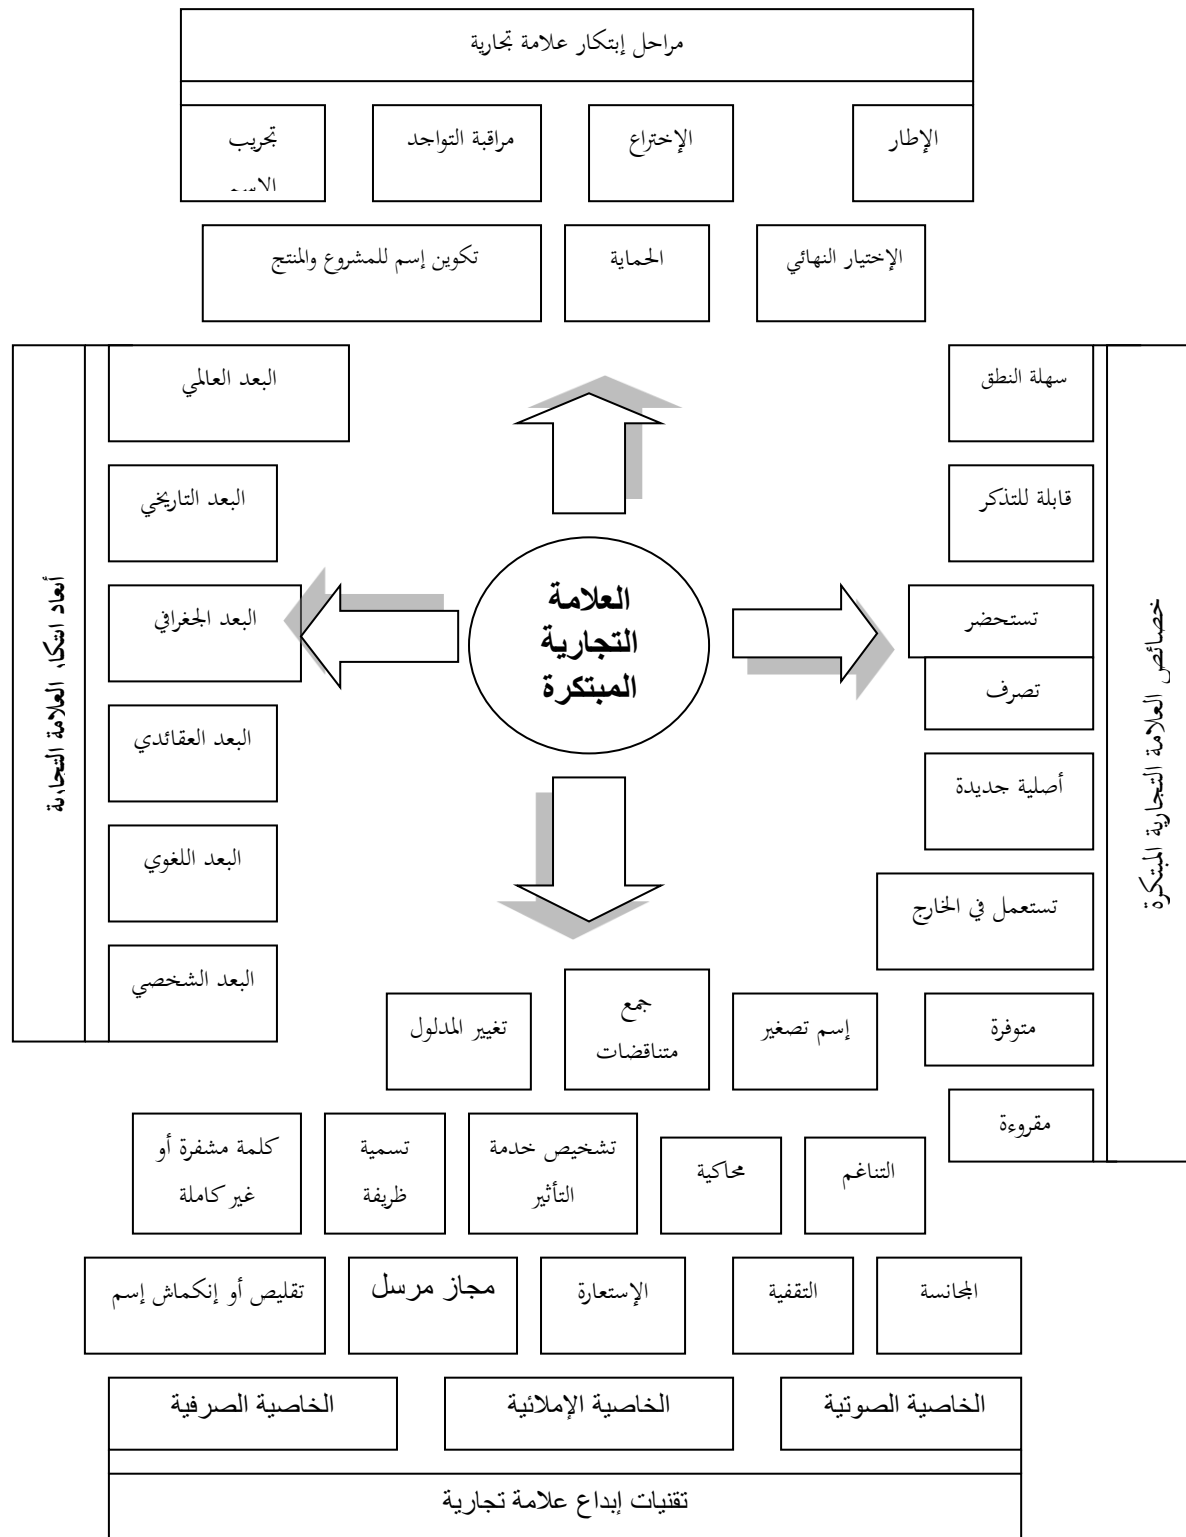 مراحل إبتكار علامة تجارية
الإطار
الإختراع
مراقبة التواجد
تجريب
الاسم
الإختيار النهائي
الحماية
تكوين إسم للمشروع والمنتج
خصائص العلامة التجارية المبتكرة
سهلة النطق
قابلة للتذكر
تستحضر
تصرف
أصلية جديدة
تستعمل في الخارج
متوفرة
مقروءة
العلامة
التجارية
المبتكرة
البعد العالمي
البعد التاريخي
البعد الجغرافي
البعد العقائدي
البعد اللغوي
البعد الشخصي
أبعاد ابتكار العلامة التجارية
إسم تصغير
جمع
متناقضات
تغيير المدلول
التناغم
محاكية
تشخيص خدمة
التأثير
تسمية
ظريفة
كلمة مشفرة أو
غير كاملة
المجانسة
التقفية
الإستعارة
مجاز مرسل
تقليص أو إنكماش إسم
الخاصية الصوتية
الخاصية الإملائية
الخاصية الصرفية
تقنيات إبداع علامة تجارية